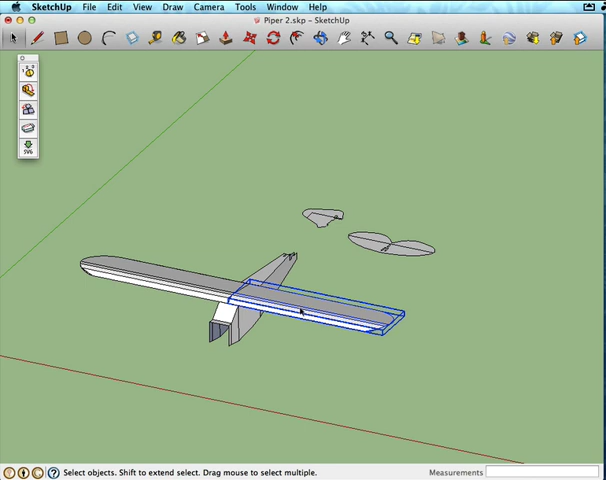 SketchUp File Edit View Draw Camera Tools Window Help
Piper 2.skp - SketchUp
SVG
Select objects. Shift to extend select. Drag mouse to select multiple.
Measurements